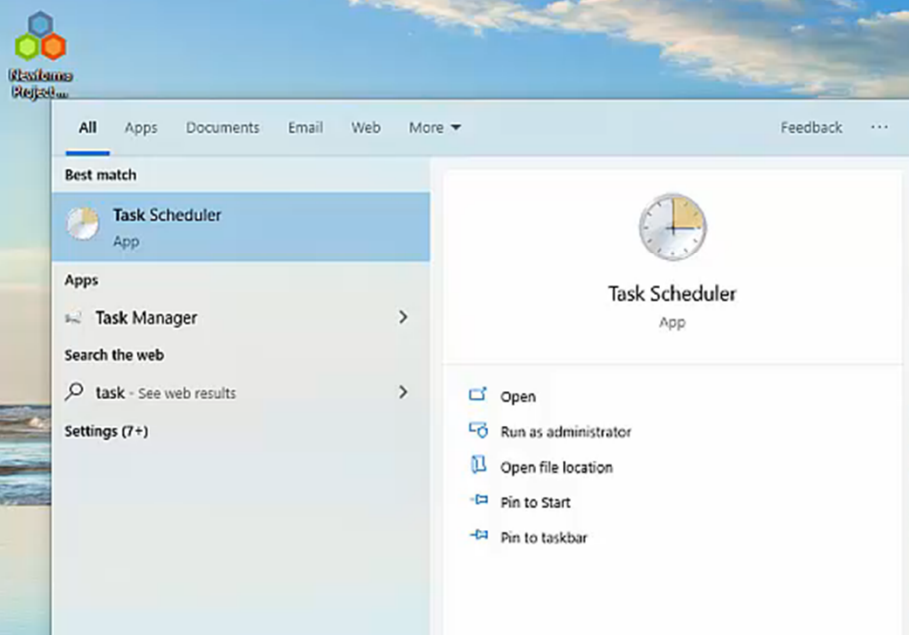 Newforma
Project...
All
Apps
Documents
Email
Web
More
Feedback
...
Best match
Task Scheduler
App
Apps
Task Manager
Search the web
task - See web results
Settings (7+)
Task Scheduler
App
Open
Run as administrator
Open file location
Pin to Start
Pin to taskbar